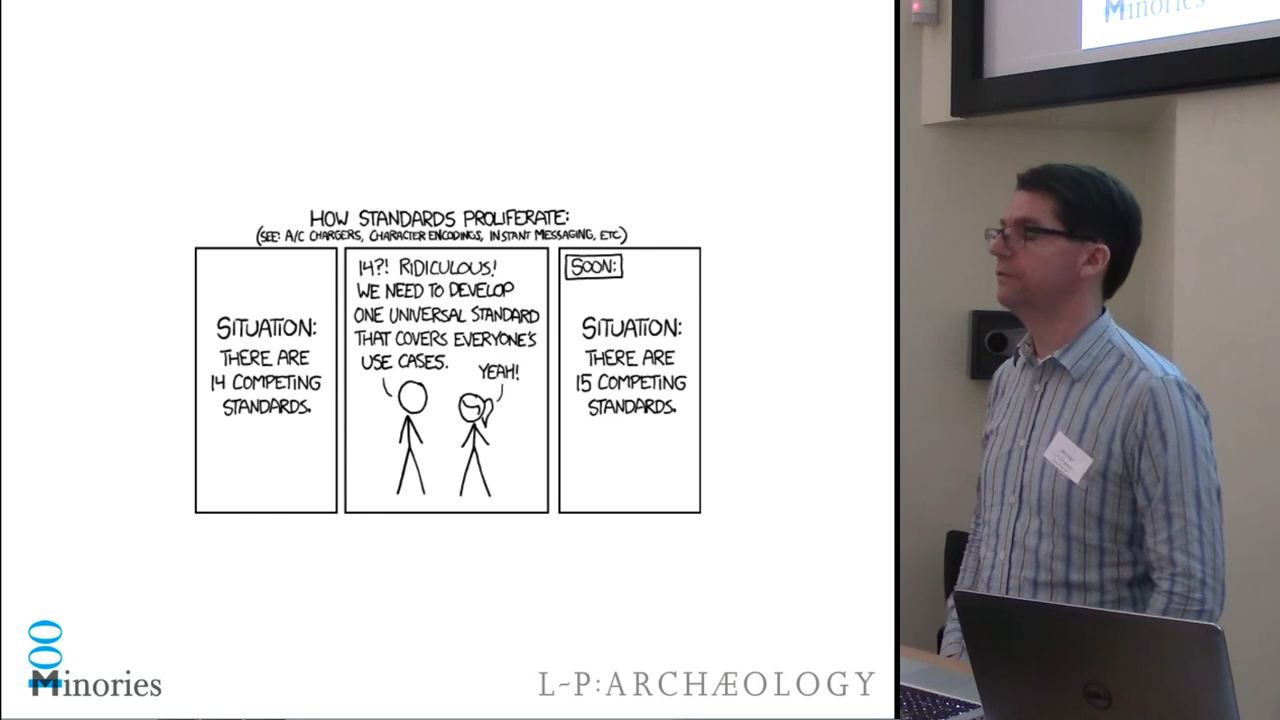 HOW STANDARDS PROLIFERATE:
(SEE: A/C CHARGERS, CHARACTER ENCODINGS, INSTANT MESSAGING, ETC.)
SITUATION:
THERE ARE
14 COMPETING
STANDARDS.
14?! RIDICULOUS!
WE NEED TO DEVELOP
ONE UNIVERSAL STANDARD
THAT COVERS EVERYONE'S
USE CASES.
YEAH!
SOON:
SITUATION:
THERE ARE
15 COMPETING
STANDARDS.
100
Minories
L-P:ARCHÆOLOGY
Minories
DELL